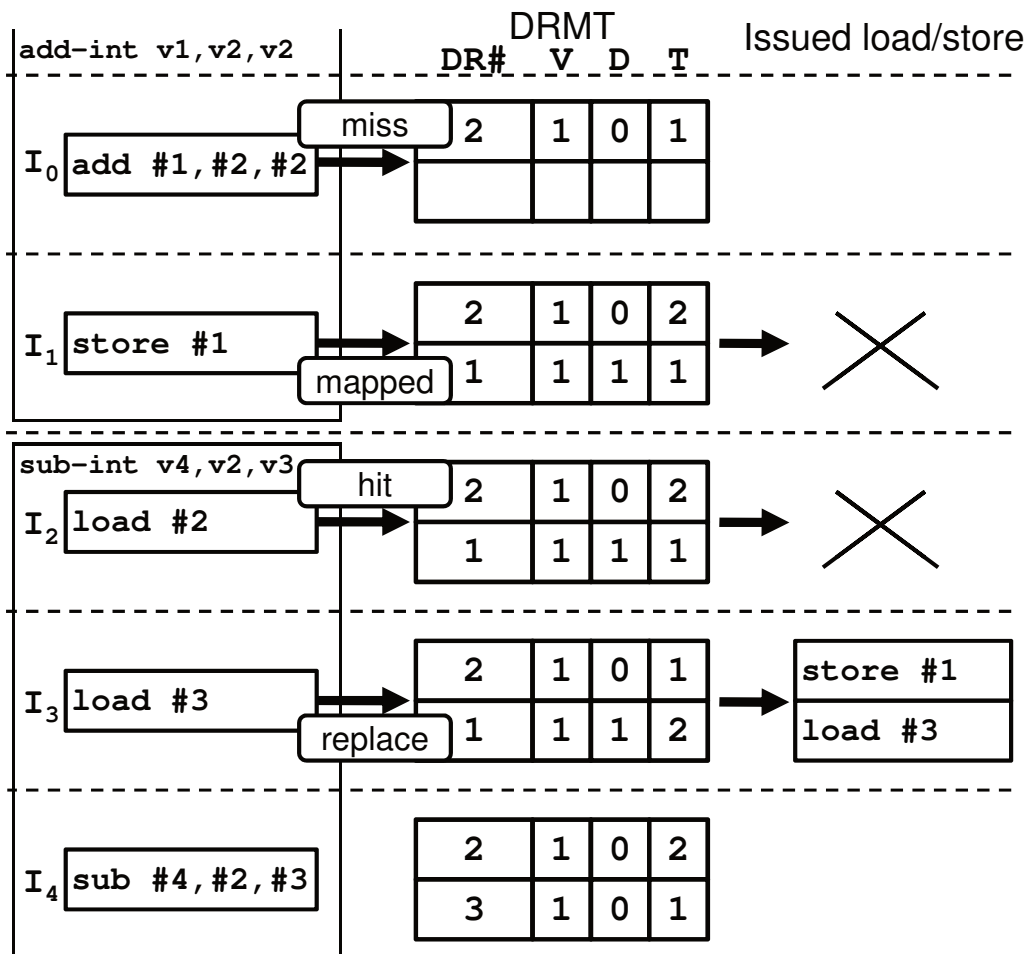 DRMT
Issued load/store
add-int v1,v2,v2
DR# V D T
miss
I0 add #1,#2,#2
2 1 0 1
I1 store #1
mapped
2 1 0 2
1 1 1 1
sub-int v4,v2,v3
hit
I2 load #2
2 1 0 2
1 1 1 1
I3 load #3
replace
2 1 0 1
1 1 1 2
store #1
load #3
I4 sub #4,#2,#3
2 1 0 2
3 1 0 1